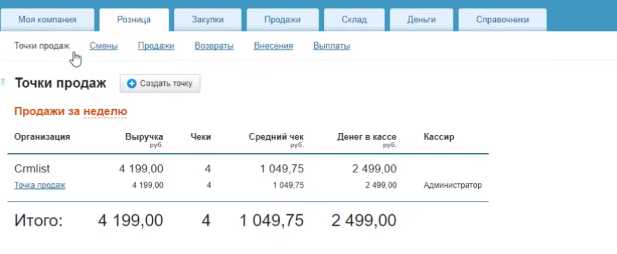 Моя компания Розница Закупки Продажи Склад Деньги Справочники
Точки продаж Смены Продажи Возвраты Внесения Выплаты
? Точки продаж Создать точку
Продажи за неделю
Организация Выручка Чеки Средний чек Денег в кассе Кассир
руб. руб. руб.
Crmlist 4 199,00 4 1 049,75 2 499,00
Точка продаж 4 199,00 4 1 049,75 2 499,00 Администратор
Итого: 4 199,00 4 1 049,75 2 499,00